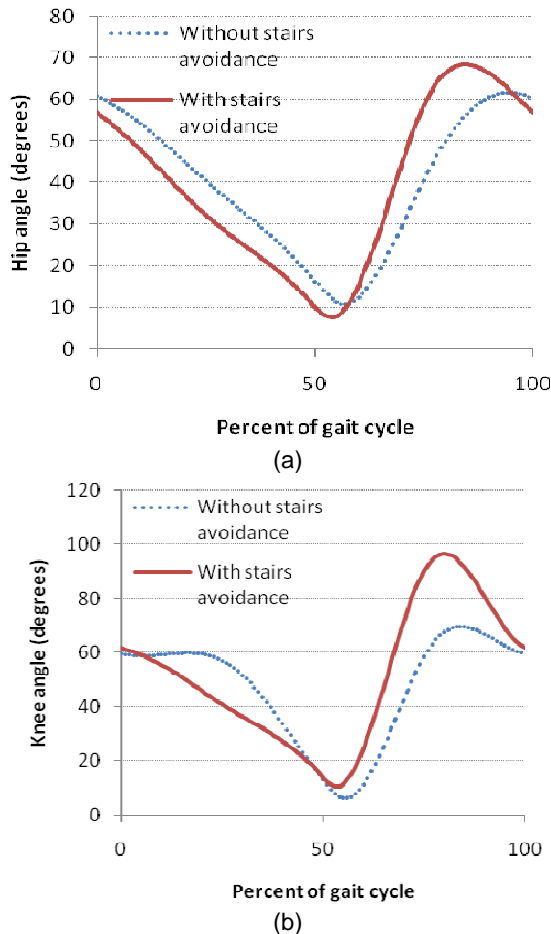 80
70
60
50
40
30
20
10
0
Hip angle (degrees)
Without stairs
avoidance
With stairs
avoidance
0
50
100
Percent of gait cycle
(a)
120
100
80
60
40
20
0
Knee angle (degrees)
Without stairs
avoidance
With stairs
avoidance
0
50
100
Percent of gait cycle
(b)